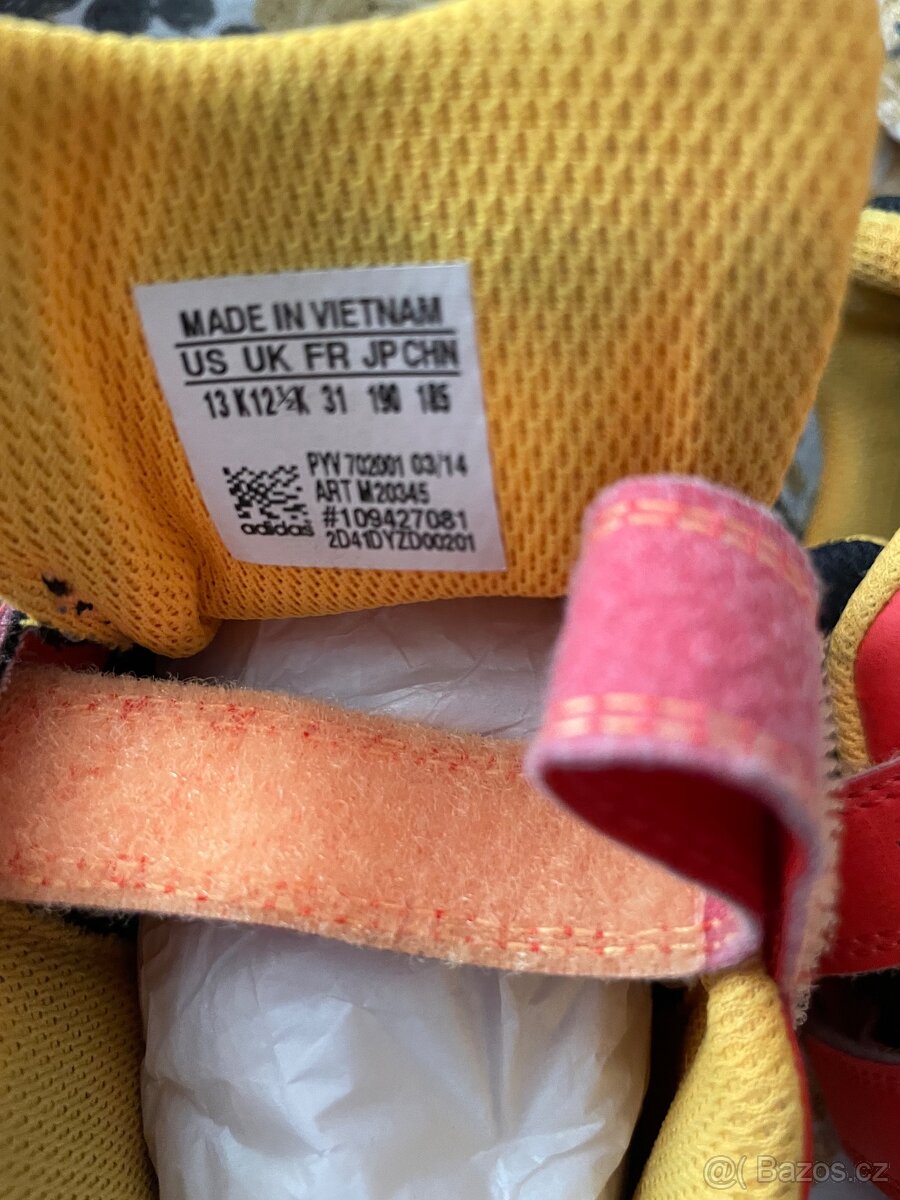 MADE IN VIETNAM
US UK FR JP CHN
13 K 12½K 31 190 185
PYV 702001 03/14
ART M20345
#109427081
2D41DYZD00201
adidas
@( Bazos.cz